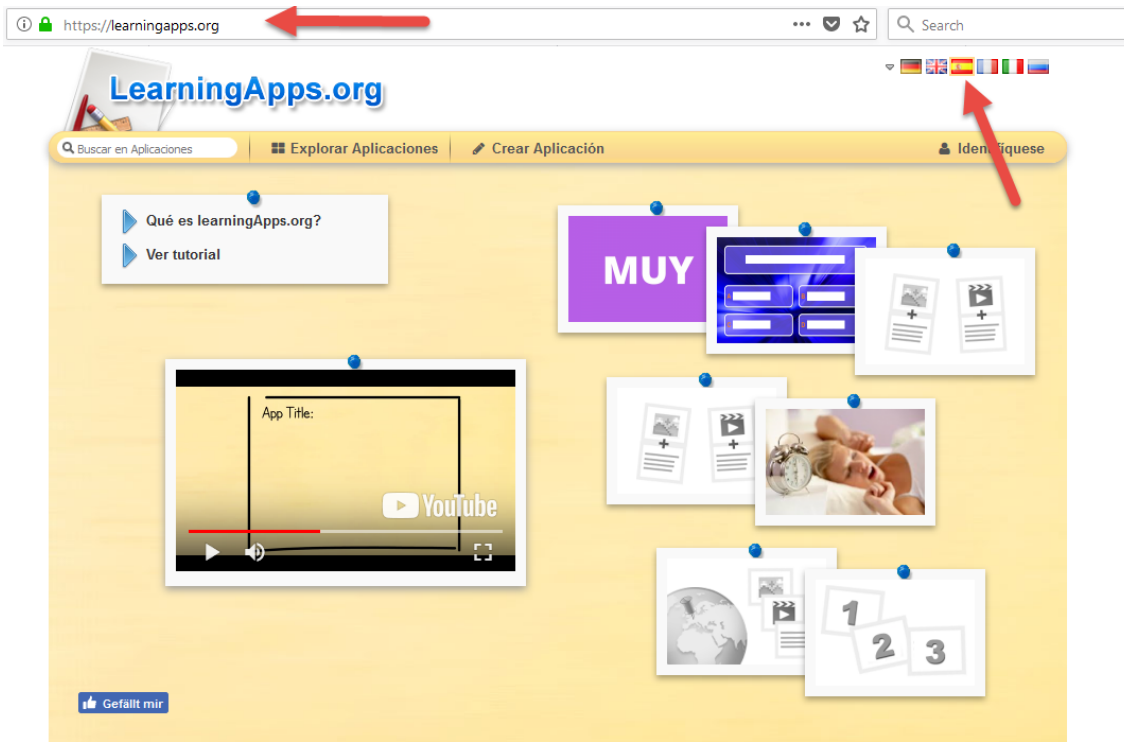 https://learningapps.org
Search
LearningApps.org
Buscar en Aplicaciones
Explorar Aplicaciones
Crear Aplicación
Qué es learningApps.org?
Ver tutorial
MUY
App Title:
YouTube
1
2
3
Gefällt mir